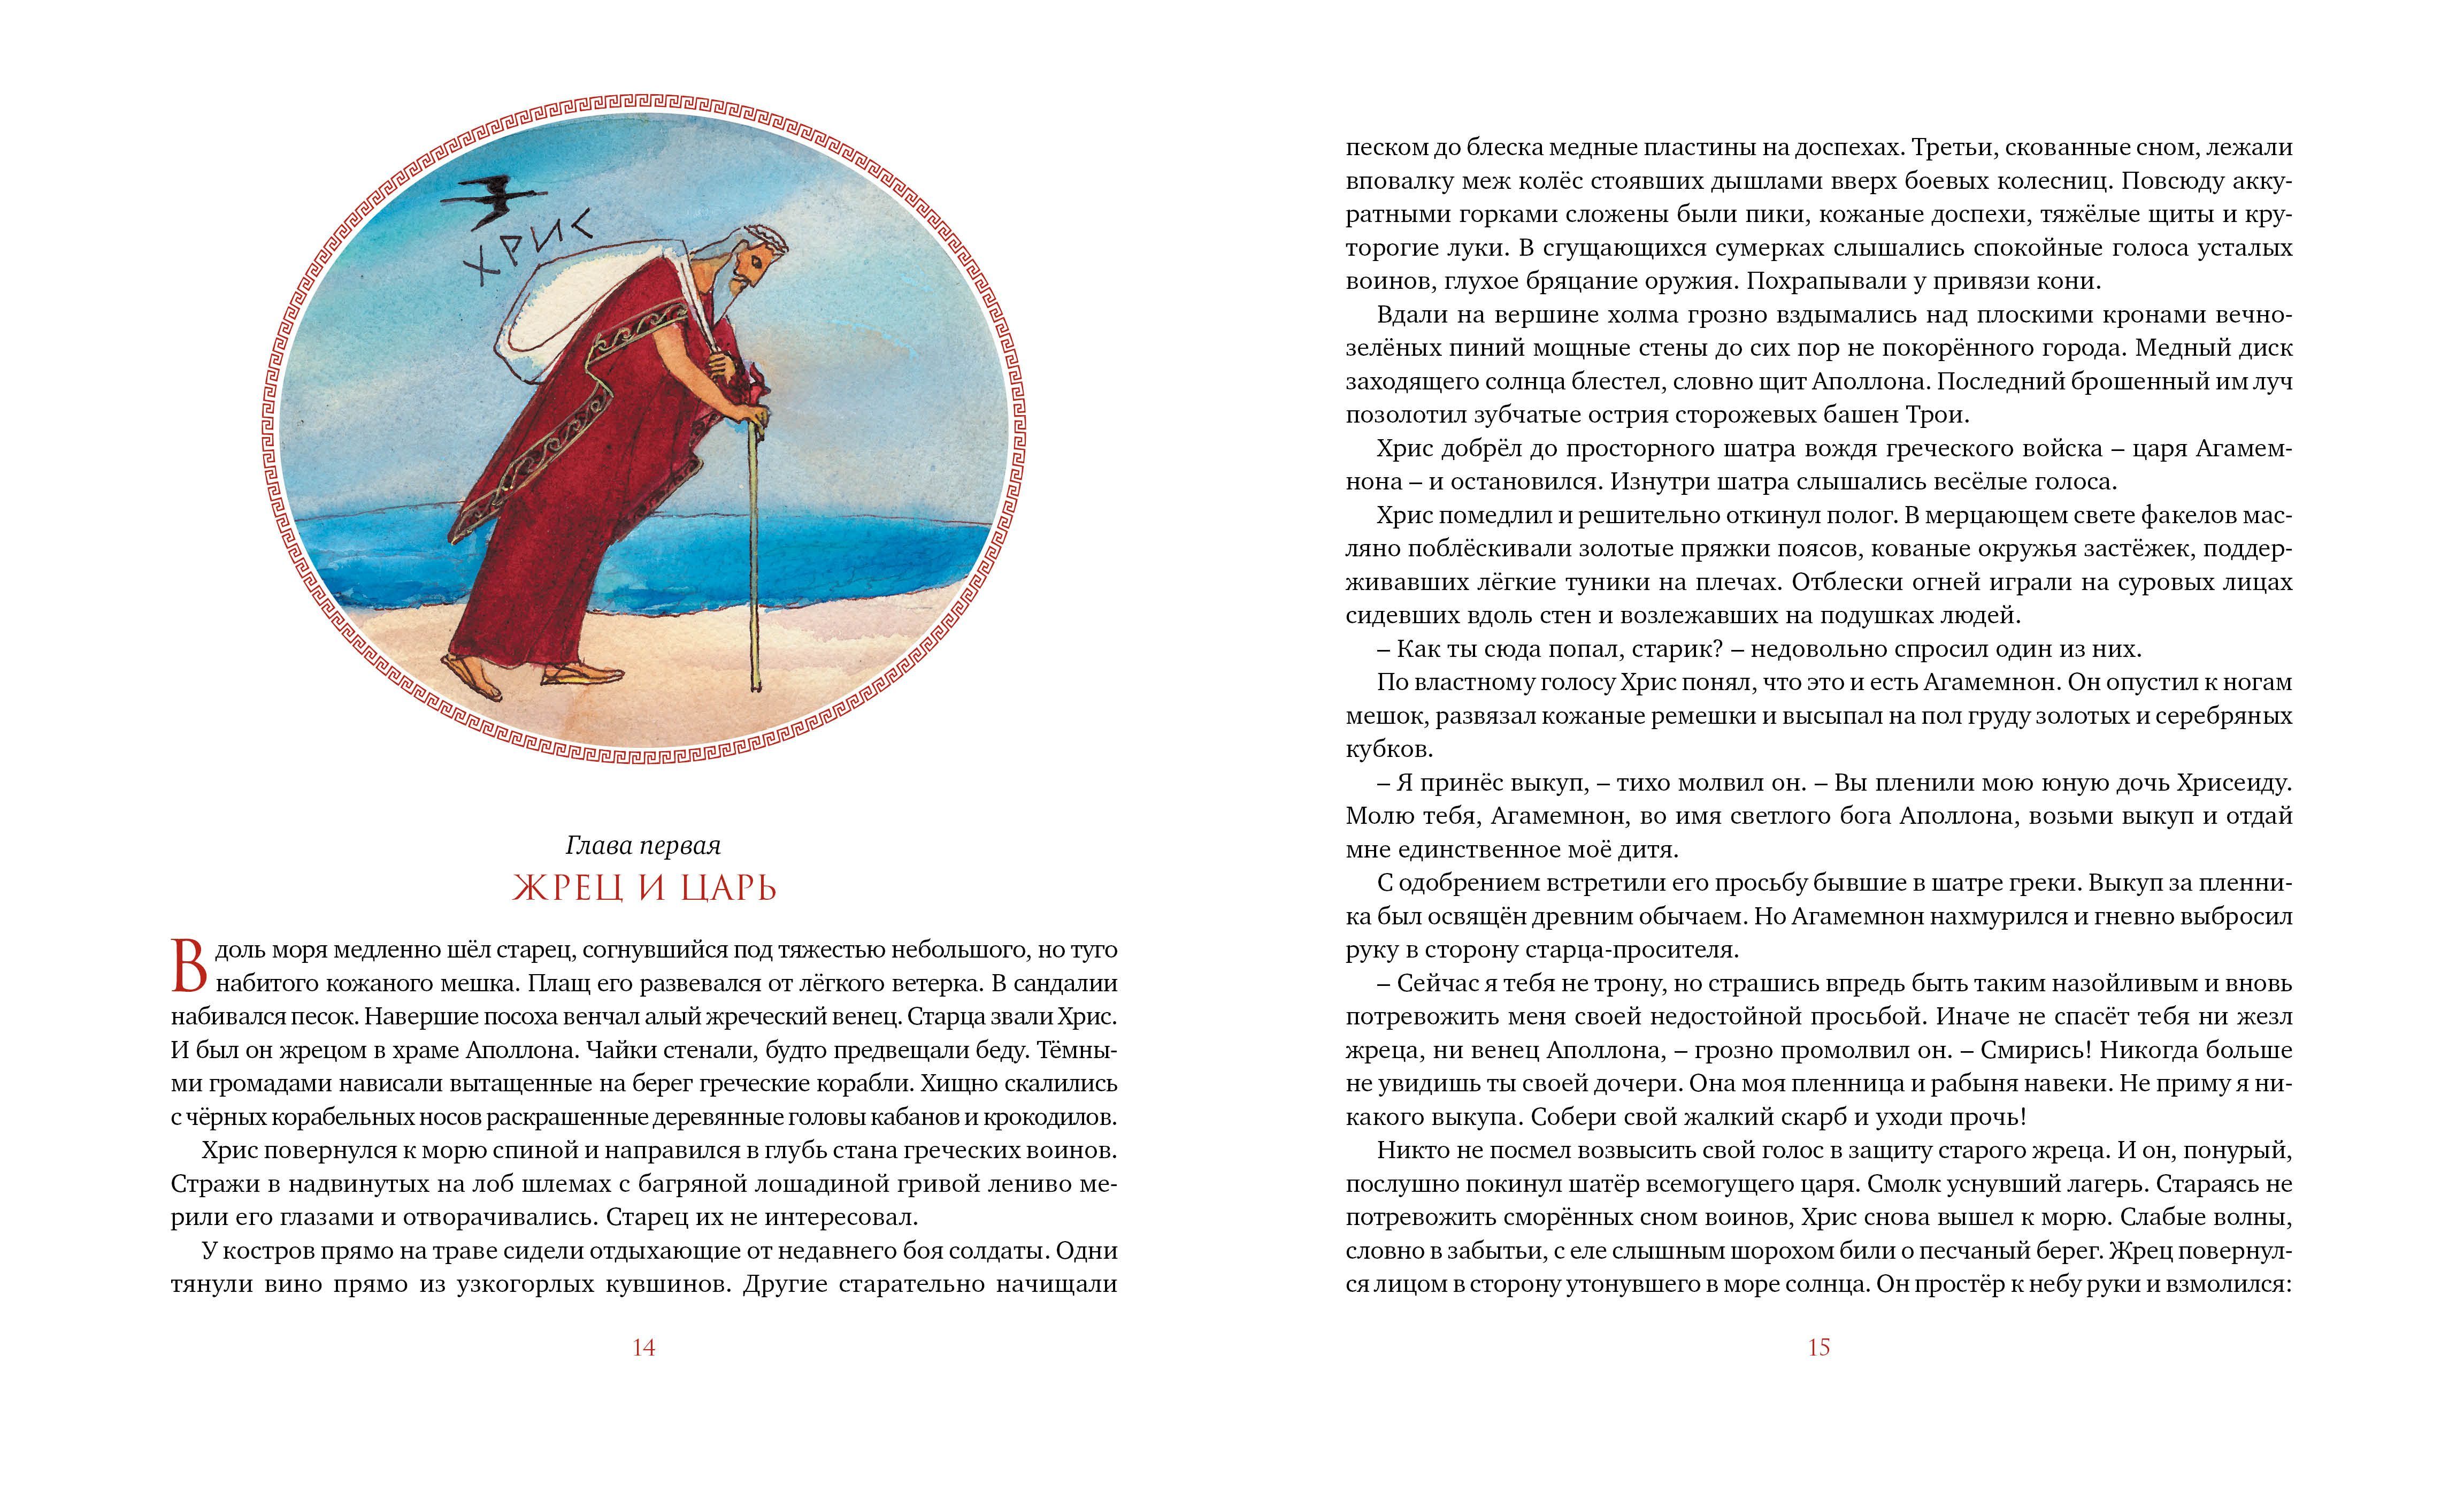 ХРИС
Глава первая
ЖРЕЦ И ЦАРЬ
Вдоль моря медленно шёл старец, согнувшийся под тяжестью небольшого, но туго
набитого кожаного мешка. Плащ его развевался от лёгкого ветерка. В сандалии
набивался песок. Навершие посоха венчал алый жреческий венец. Старца звали Хрис.
И был он жрецом в храме Аполлона. Чайки стенали, будто предвещали беду. Тёмны-
ми громадами нависали вытащенные на берег греческие корабли. Хищно скалились
с чёрных корабельных носов раскрашенные деревянные головы кабанов и крокодилов.
Хрис повернулся к морю спиной и направился в глубь стана греческих воинов.
Стражи в надвинутых на лоб шлемах с багряной лошадиной гривой лениво ме-
рили его глазами и отворачивались. Старец их не интересовал.
У костров прямо на траве сидели отдыхающие от недавнего боя солдаты. Одни
тянули вино прямо из узкогорлых кувшинов. Другие старательно начищали
14
песком до блеска медные пластины на доспехах. Третьи, скованные сном, лежали
вповалку меж колёс стоявших дышлами вверх боевых колесниц. Повсюду акку-
ратными горками сложены были пики, кожаные доспехи, тяжёлые щиты и кру-
торогие луки. В сгущающихся сумерках слышались спокойные голоса усталых
воинов, глухое бряцание оружия. Похрапывали у привязи кони.
Вдали на вершине холма грозно вздымались над плоскими кронами вечно-
зелёных пиний мощные стены до сих пор не покорённого города. Медный диск
заходящего солнца блестел, словно щит Аполлона. Последний брошенный им луч
позолотил зубчатые острия сторожевых башен Трои.
Хрис добрёл до просторного шатра вождя греческого войска – царя Агамем-
нона – и остановился. Изнутри шатра слышались весёлые голоса.
Хрис помедлил и решительно откинул полог. В мерцающем свете факелов мас-
ляно поблёскивали золотые пряжки поясов, кованые окружья застёжек, поддер-
живавших лёгкие туники на плечах. Отблески огней играли на суровых лицах
сидевших вдоль стен и возлежавших на подушках людей.
– Как ты сюда попал, старик? – недовольно спросил один из них.
По властному голосу Хрис понял, что это и есть Агамемнон. Он опустил к ногам
мешок, развязал кожаные ремешки и высыпал на пол груду золотых и серебряных
кубков.
– Я принёс выкуп, – тихо молвил он. – Вы пленили мою юную дочь Хрисеиду.
Молю тебя, Агамемнон, во имя светлого бога Аполлона, возьми выкуп и отдай
мне единственное моё дитя.
С одобрением встретили его просьбу бывшие в шатре греки. Выкуп за пленни-
ка был освящён древним обычаем. Но Агамемнон нахмурился и гневно выбросил
руку в сторону старца-просителя.
– Сейчас я тебя не трону, но страшись впредь быть таким назойливым и вновь
потревожить меня своей недостойной просьбой. Иначе не спасёт тебя ни жезл
жреца, ни венец Аполлона, – грозно промолвил он. – Смирись! Никогда больше
не увидишь ты своей дочери. Она моя пленница и рабыня навеки. Не приму я ни-
какого выкупа. Собери свой жалкий скарб и уходи прочь!
Никто не посмел возвысить свой голос в защиту старого жреца. И он, понурый,
послушно покинул шатёр всемогущего царя. Смолк уснувший лагерь. Стараясь не
потревожить сморённых сном воинов, Хрис снова вышел к морю. Слабые волны,
словно в забытьи, с еле слышным шорохом били о песчаный берег. Жрец повернул-
ся лицом в сторону утонувшего в море солнца. Он простёр к небу руки и взмолился:
15